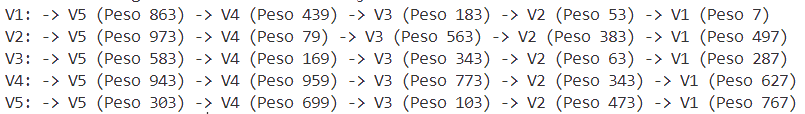 V1: -> V5 (Peso 863) -> V4 (Peso 439) -> V3 (Peso 183) -> V2 (Peso 53) -> V1 (Peso 7)
V2: -> V5 (Peso 973) -> V4 (Peso 79) -> V3 (Peso 563) -> V2 (Peso 383) -> V1 (Peso 497)
V3: -> V5 (Peso 583) -> V4 (Peso 169) -> V3 (Peso 343) -> V2 (Peso 63) -> V1 (Peso 287)
V4: -> V5 (Peso 943) -> V4 (Peso 959) -> V3 (Peso 773) -> V2 (Peso 343) -> V1 (Peso 627)
V5: -> V5 (Peso 303) -> V4 (Peso 699) -> V3 (Peso 103) -> V2 (Peso 473) -> V1 (Peso 767)